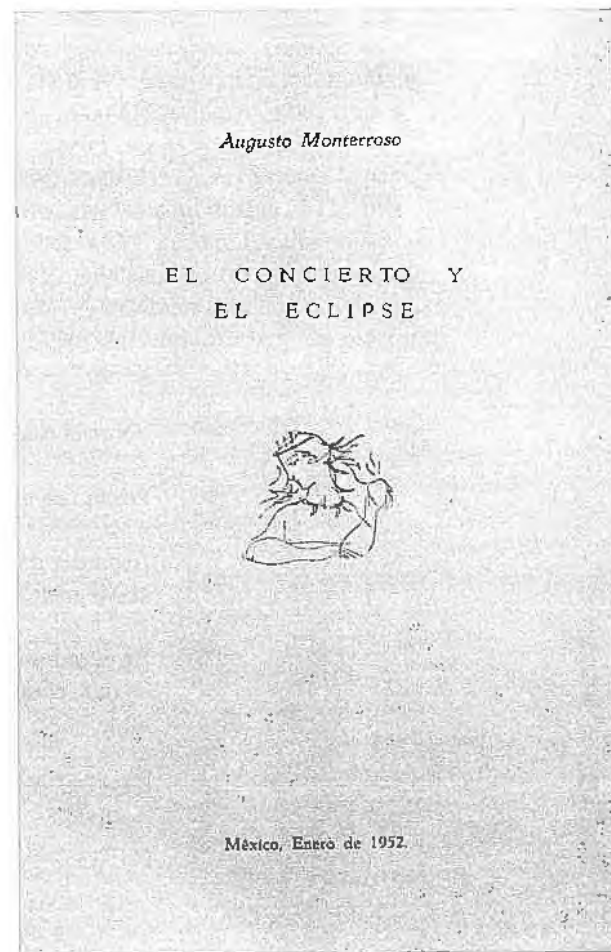 Augusto Monterroso
EL CONCIERTO Y
EL ECLIPSE
México, Enero de 1952.